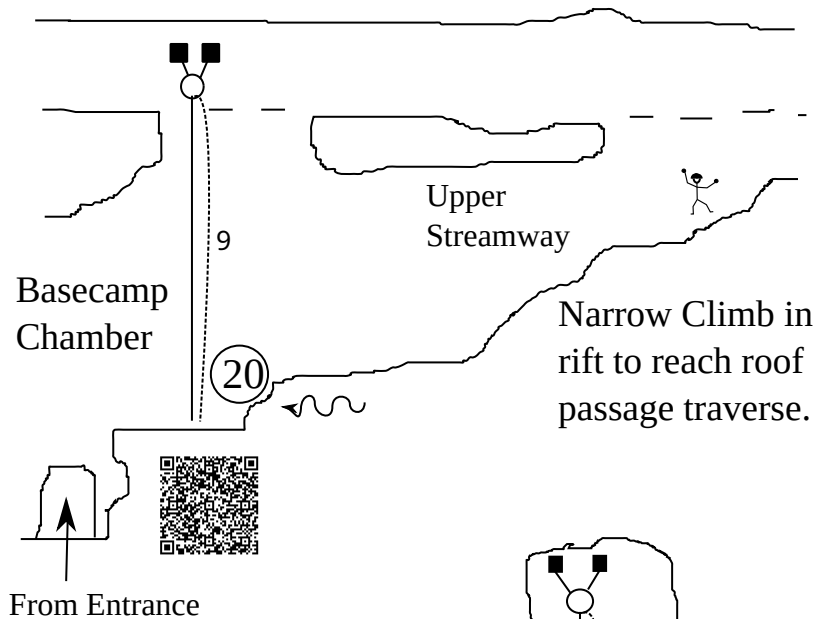 Upper
Streamway
9
Basecamp
Chamber
Narrow Climb in
rift to reach roof
passage traverse.
20
From Entrance